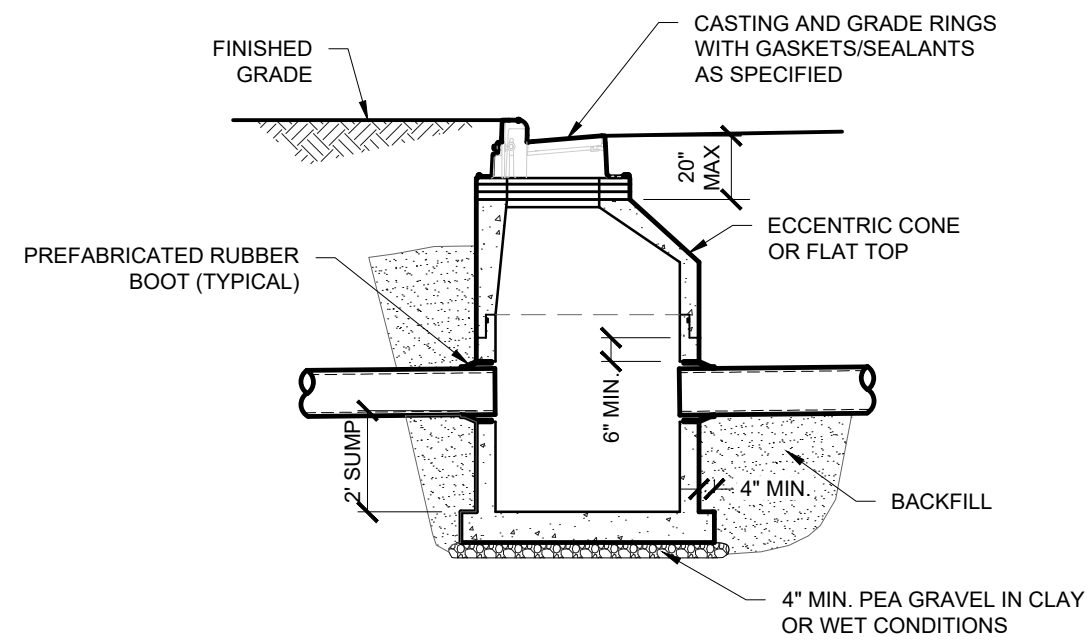 CASTING AND GRADE RINGS
WITH GASKETS/SEALANTS
AS SPECIFIED
FINISHED
GRADE
20"
MAX
ECCENTRIC CONE
OR FLAT TOP
PREFABRICATED RUBBER
BOOT (TYPICAL)
6" MIN.
2' SUMP
4" MIN.
BACKFILL
4" MIN. PEA GRAVEL IN CLAY
OR WET CONDITIONS